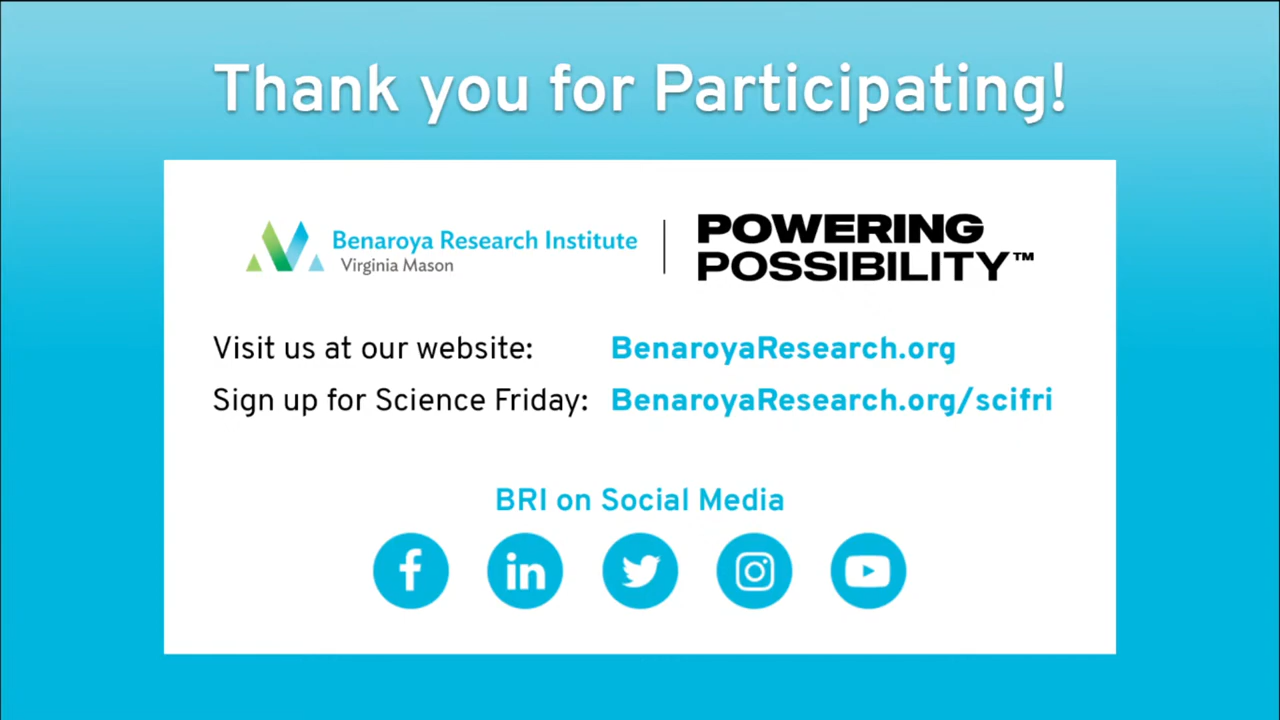 Thank you for Participating!
Benaroya Research Institute
Virginia Mason
POWERING
POSSIBILITY™
Visit us at our website: BenaroyaResearch.org
Sign up for Science Friday: BenaroyaResearch.org/scifri
BRI on Social Media